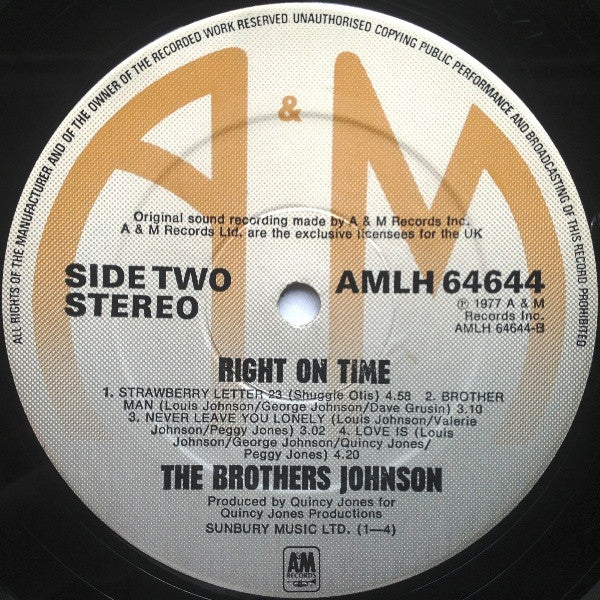 ALL RIGHTS OF THE MANUFACTURER AND OF THE OWNER OF THE RECORDED WORK RESERVED. UNAUTHORISED COPYING PUBLIC PERFORMANCE AND BROADCASTING OF THIS RECORD PROHIBITED
A & M
Original sound recording made by A & M Records Inc.
A & M Records Ltd. are the exclusive licensees for the UK
SIDE TWO
STEREO
AMLH 64644
℗ 1977 A & M
Records Inc.
AMLH 64644-B
RIGHT ON TIME
1. STRAWBERRY LETTER 23 (Shuggie Otis) 4.58 2. BROTHER
MAN (Louis Johnson/George Johnson/Dave Grusin) 3.10
3. NEVER LEAVE YOU LONELY (Louis Johnson/Valerie
Johnson/Peggy Jones) 3.02 4. LOVE IS (Louis
Johnson/George Johnson/Quincy Jones/
Peggy Jones) 4.20
THE BROTHERS JOHNSON
Produced by Quincy Jones for
Quincy Jones Productions
SUNBURY MUSIC LTD. (1—4)
A&M
RECORDS